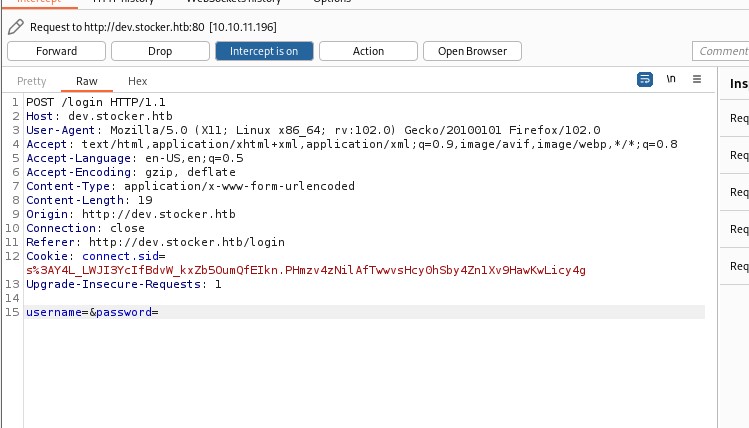 Intercept HTTP history WebSockets history Options
Request to http://dev.stocker.htb:80 [10.10.11.196]
Forward Drop Intercept is on Action Open Browser Comment
Pretty Raw Hex \n Ins
1 POST /login HTTP/1.1
2 Host: dev.stocker.htb
3 User-Agent: Mozilla/5.0 (X11; Linux x86_64; rv:102.0) Gecko/20100101 Firefox/102.0
4 Accept: text/html,application/xhtml+xml,application/xml;q=0.9,image/avif,image/webp,*/*;q=0.8
5 Accept-Language: en-US,en;q=0.5
6 Accept-Encoding: gzip, deflate
7 Content-Type: application/x-www-form-urlencoded
8 Content-Length: 19
9 Origin: http://dev.stocker.htb
10 Connection: close
11 Referer: http://dev.stocker.htb/login
12 Cookie: connect.sid=
s%3AY4L_LWJI3YcIfBdvW_kxZb5OumQfEIkn.PHmzv4zNilAfTwwvsHcyOhSby4Zn1Xv9HawKwLicy4g
13 Upgrade-Insecure-Requests: 1
14
15 username=&password=
Req
Req
Req
Req
Req